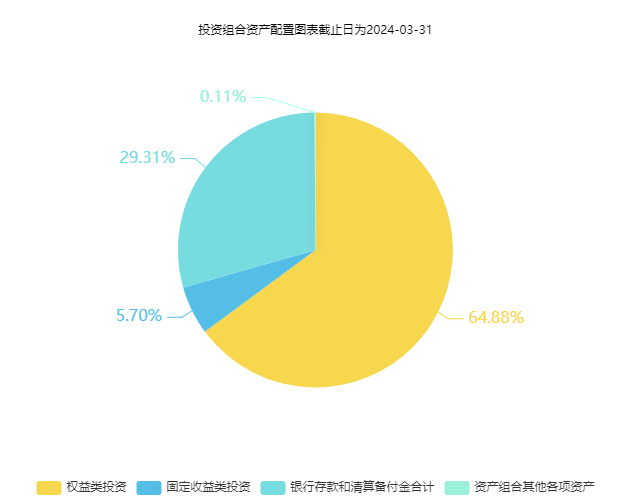 投资组合资产配置图表截止日为2024-03-31
0.11%
29.31%
5.70%
64.88%
权益类投资 固定收益类投资 银行存款和清算备付金合计 资产组合其他各项资产